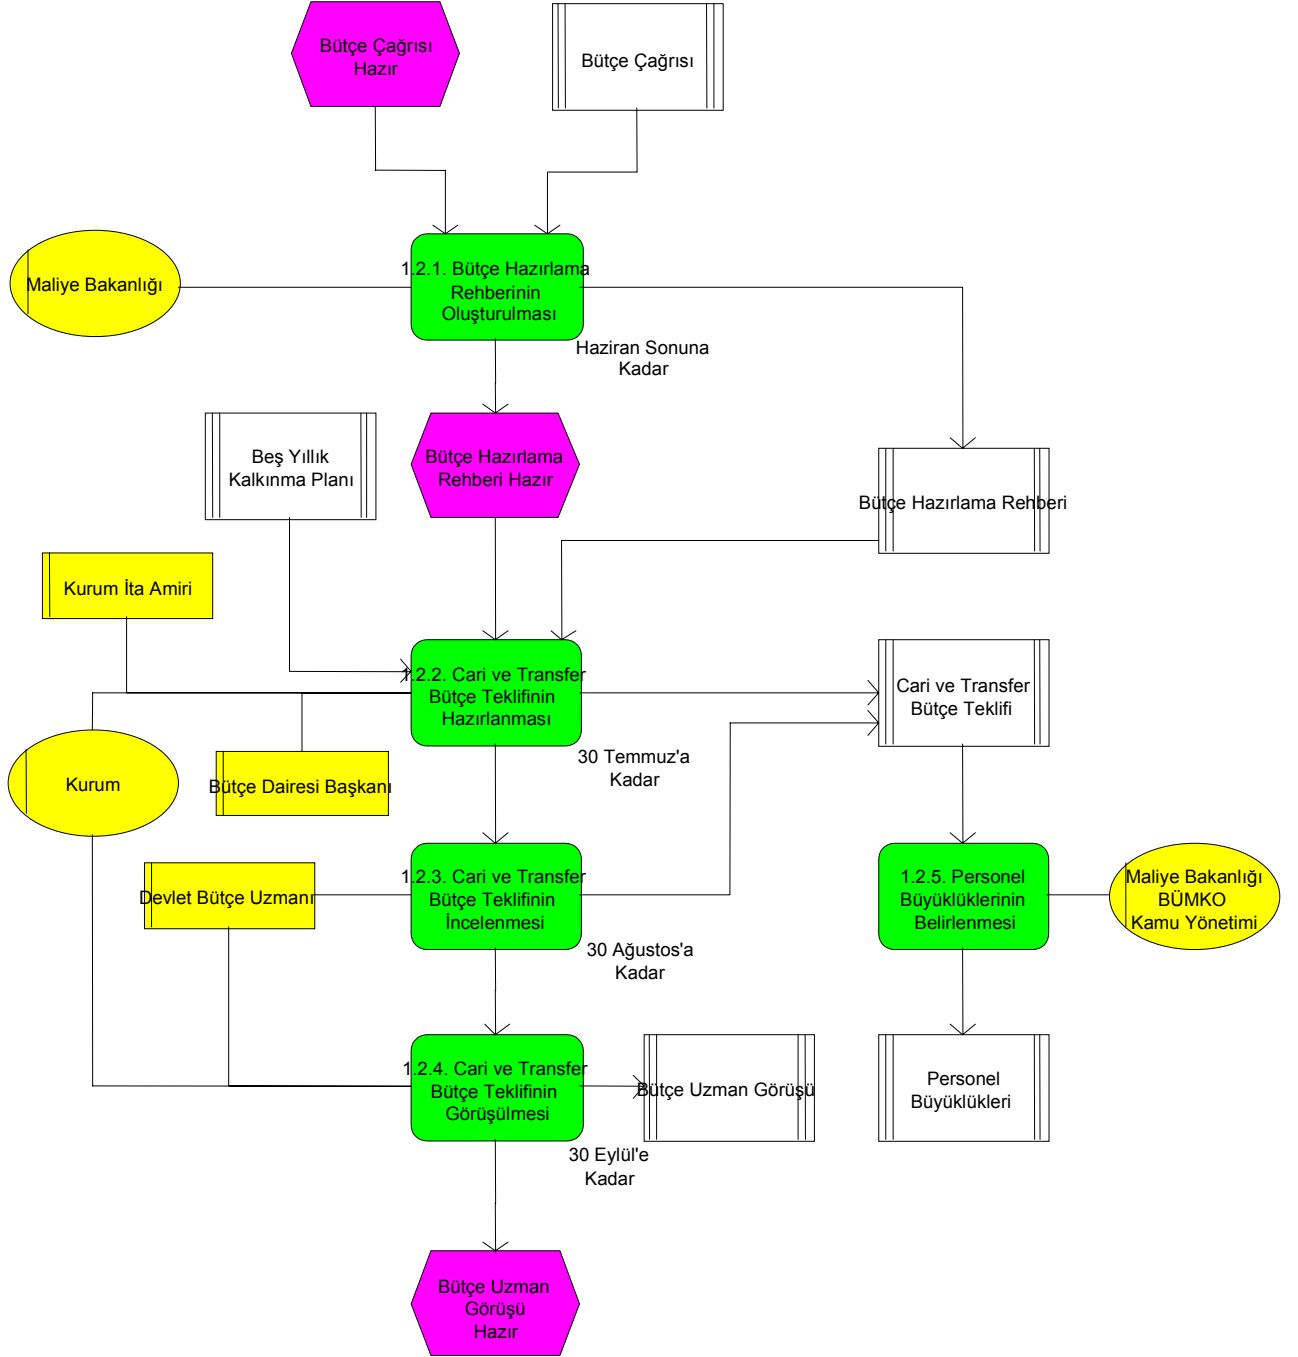 Bütçe Çağrısı
Hazır
Bütçe Çağrısı
1.2.1. Bütçe Hazırlama
Rehberinin
Oluşturulması
Maliye Bakanlığı
Haziran Sonuna
Kadar
Beş Yıllık
Kalkınma Planı
Bütçe Hazırlama
Rehberi Hazır
Bütçe Hazırlama Rehberi
Kurum İta Amiri
1.2.2. Cari ve Transfer
Bütçe Teklifinin
Hazırlanması
Cari ve Transfer
Bütçe Teklifi
30 Temmuz'a
Kadar
Kurum
Bütçe Dairesi Başkanı
Devlet Bütçe Uzmanı
1.2.3. Cari ve Transfer
Bütçe Teklifinin
İncelenmesi
1.2.5. Personel
Büyüklüklerinin
Belirlenmesi
Maliye Bakanlığı
BÜMKO
Kamu Yönetimi
30 Ağustos'a
Kadar
1.2.4. Cari ve Transfer
Bütçe Teklifinin
Görüşülmesi
Bütçe Uzman Görüşü
Personel
Büyüklükleri
30 Eylül'e
Kadar
Bütçe Uzman
Görüşü
Hazır